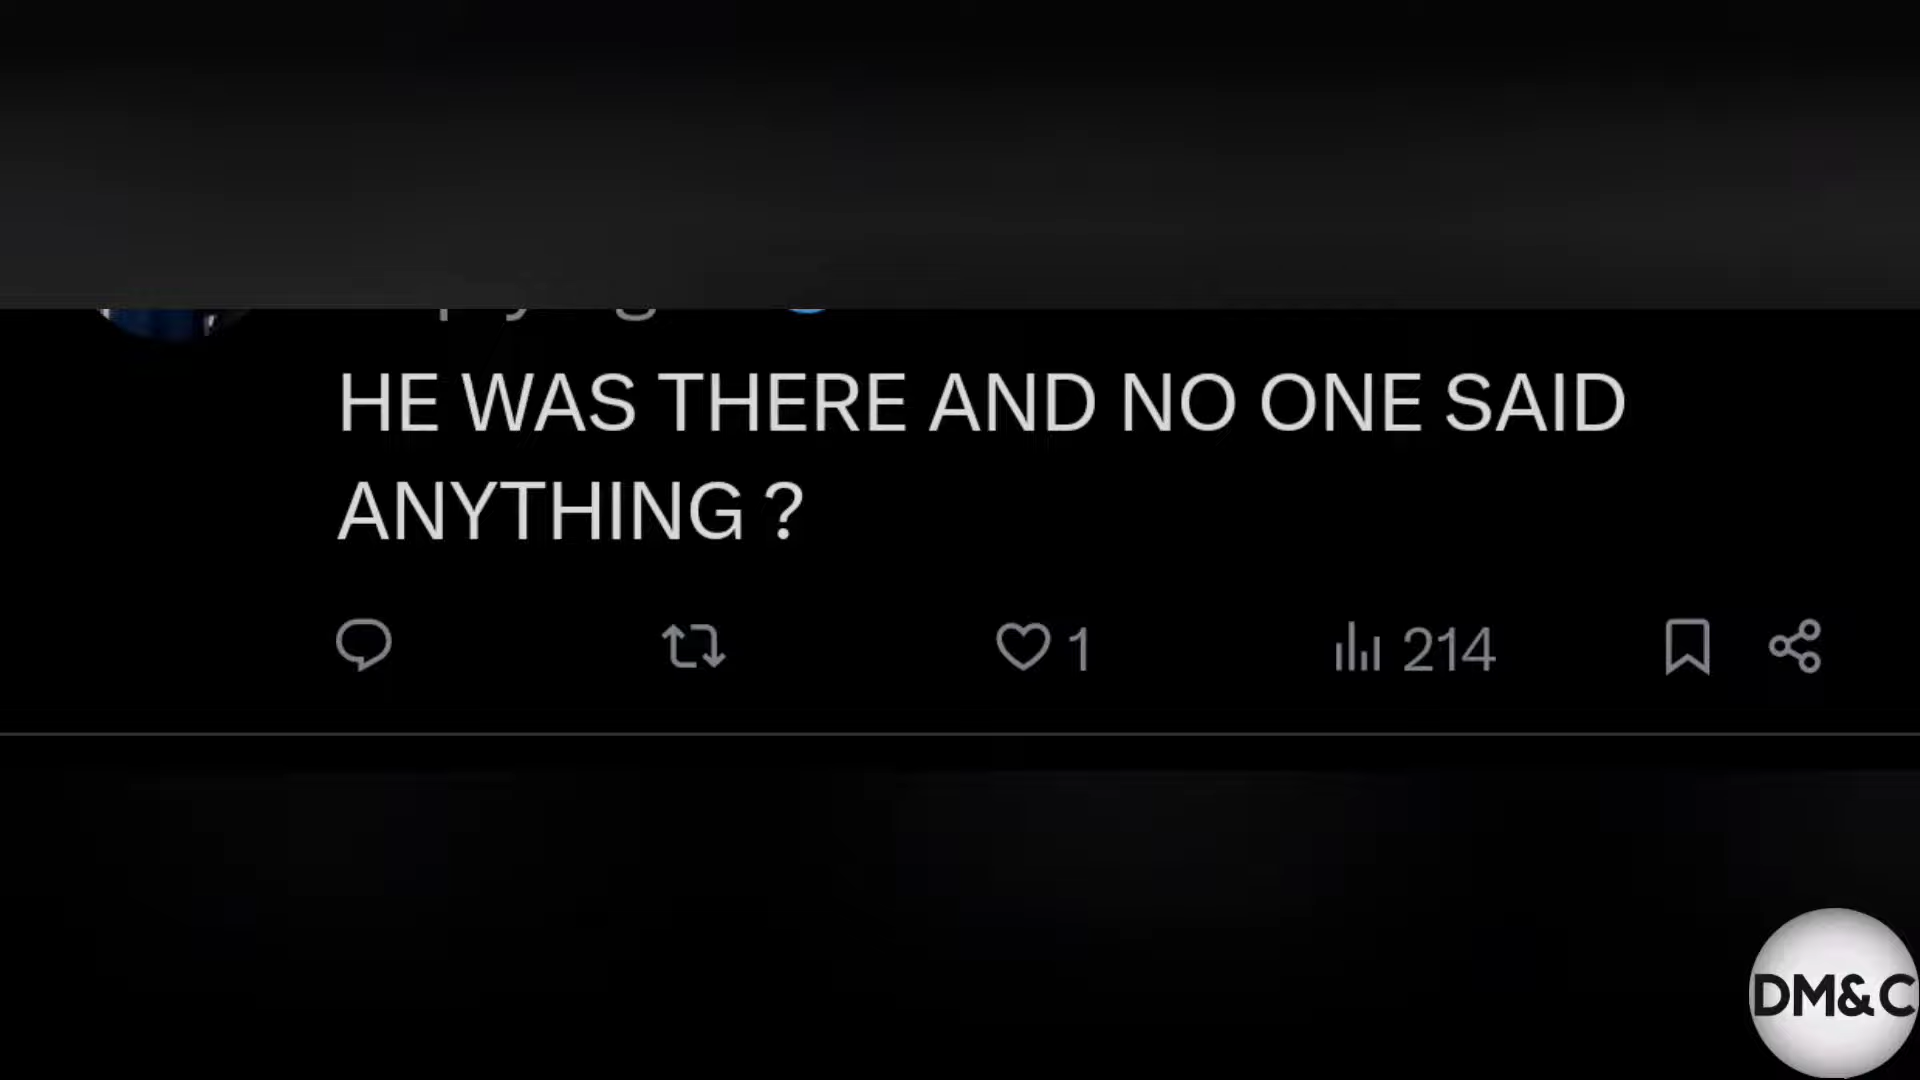 HE WAS THERE AND NO ONE SAID
ANYTHING ?
1 214
DM&C